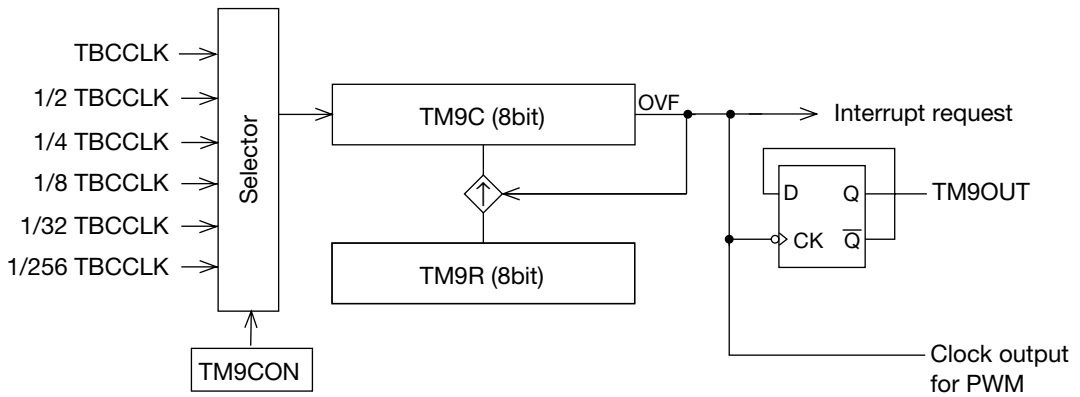 TBCCLK
1/2 TBCCLK
1/4 TBCCLK
1/8 TBCCLK
1/32 TBCCLK
1/256 TBCCLK
Selector
TM9CON
TM9C (8bit)
OVF
TM9R (8bit)
Interrupt request
D Q
CK Q
TM9OUT
Clock output
for PWM